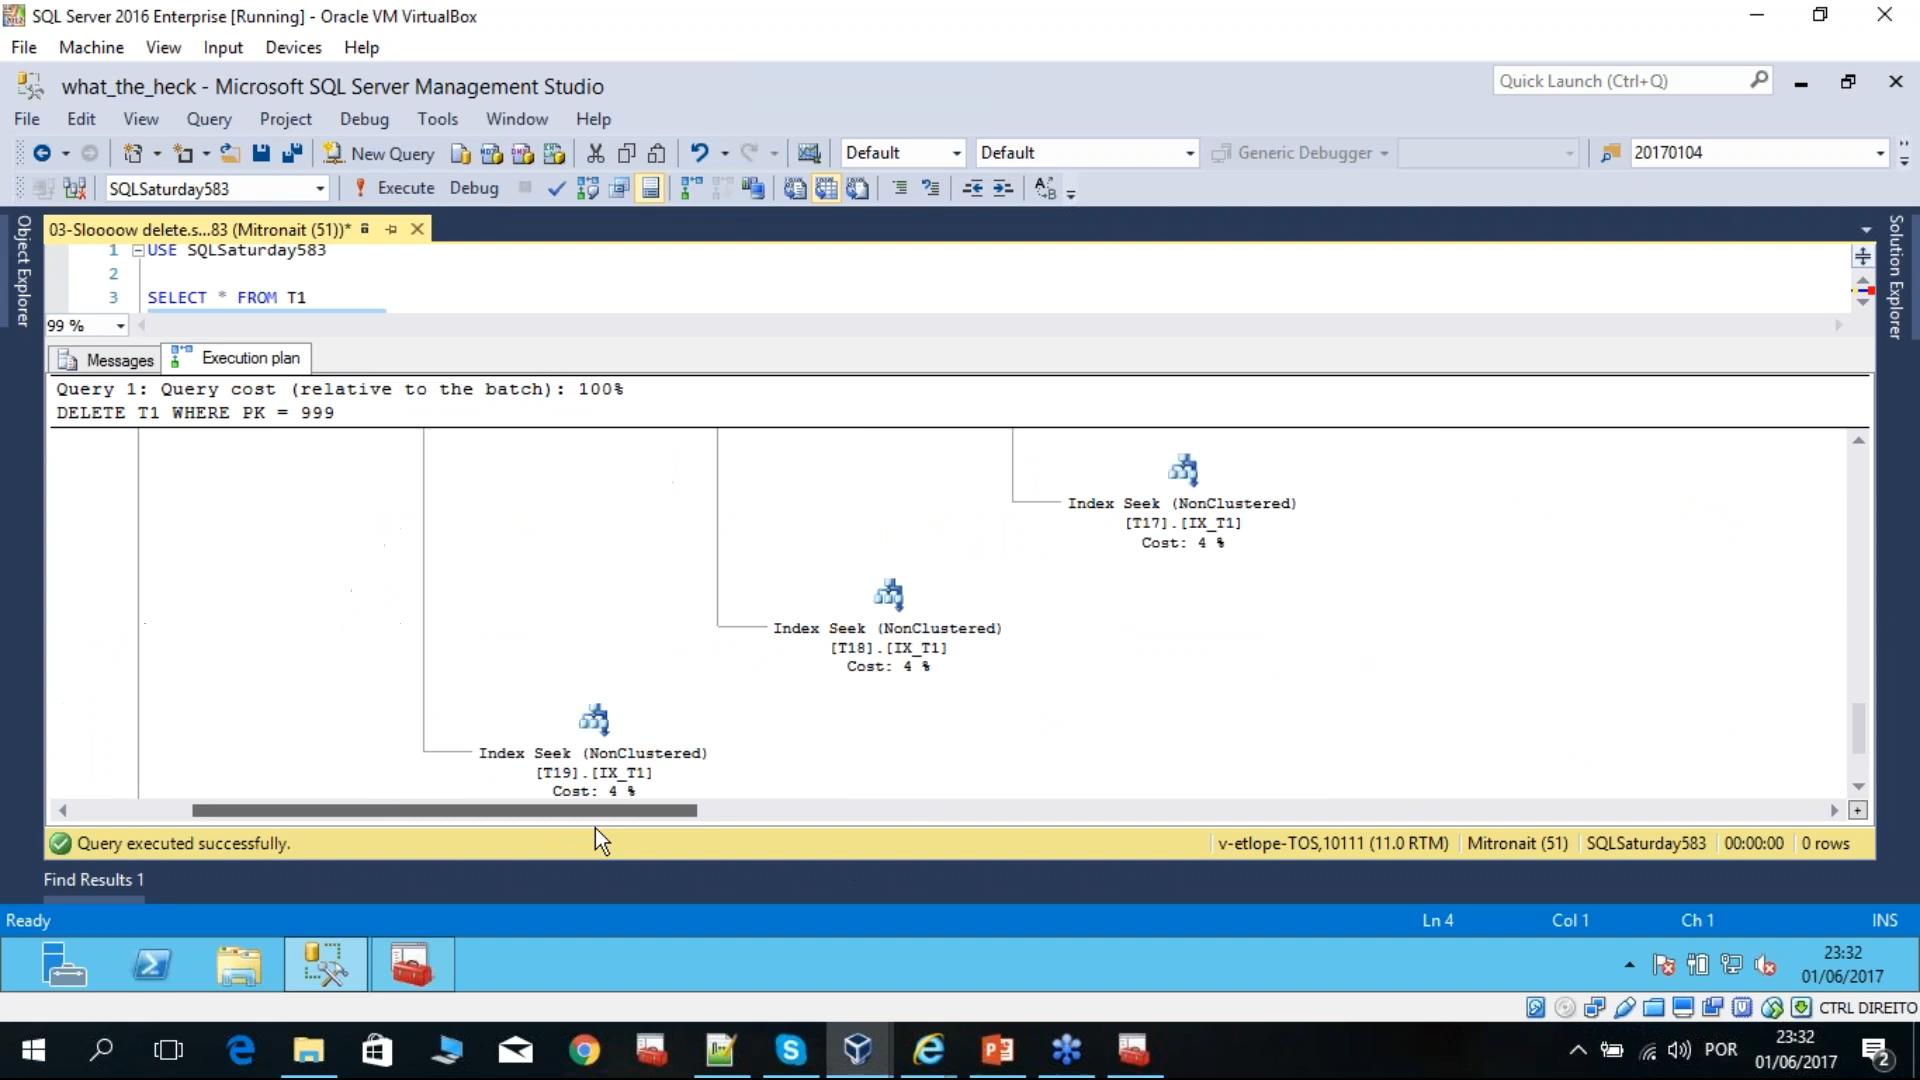 SQL Server 2016 Enterprise [Running] - Oracle VM VirtualBox
File Machine View Input Devices Help
what_the_heck - Microsoft SQL Server Management Studio
Quick Launch (Ctrl+Q)
File Edit View Query Project Debug Tools Window Help
New Query Default Default Generic Debugger 20170104
SQLSaturday583 Execute Debug
Object Explorer
Solution Explorer
03-Sloooow delete.s...83 (Mitronait (51))*
1 USE SQLSaturday583
2
3 SELECT * FROM T1
99 %
Messages Execution plan
Query 1: Query cost (relative to the batch): 100%
DELETE T1 WHERE PK = 999
Index Seek (NonClustered)
[T17].[IX_T1]
Cost: 4 %
Index Seek (NonClustered)
[T18].[IX_T1]
Cost: 4 %
Index Seek (NonClustered)
[T19].[IX_T1]
Cost: 4 %
Query executed successfully. v-etlope-TOS,10111 (11.0 RTM) Mitronait (51) SQLSaturday583 00:00:00 0 rows
Find Results 1
Ready Ln 4 Col 1 Ch 1 INS
23:32
01/06/2017
CTRL DIREITO
POR
23:32
01/06/2017
2